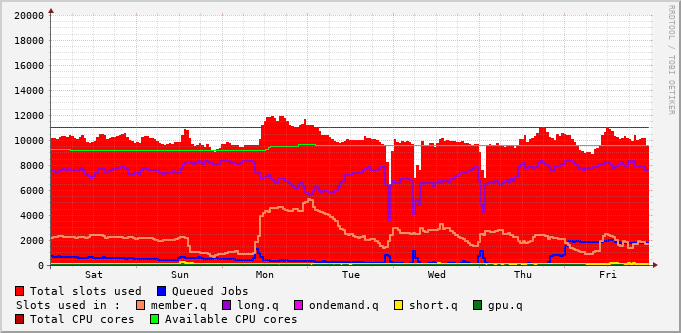 RRDTOOL / TOBI OETIKER
20000
18000
16000
14000
12000
10000
8000
6000
4000
2000
0
Sat Sun Mon Tue Wed Thu Fri
Total slots used Queued Jobs
Slots used in : member.q long.q ondemand.q short.q gpu.q
Total CPU cores Available CPU cores